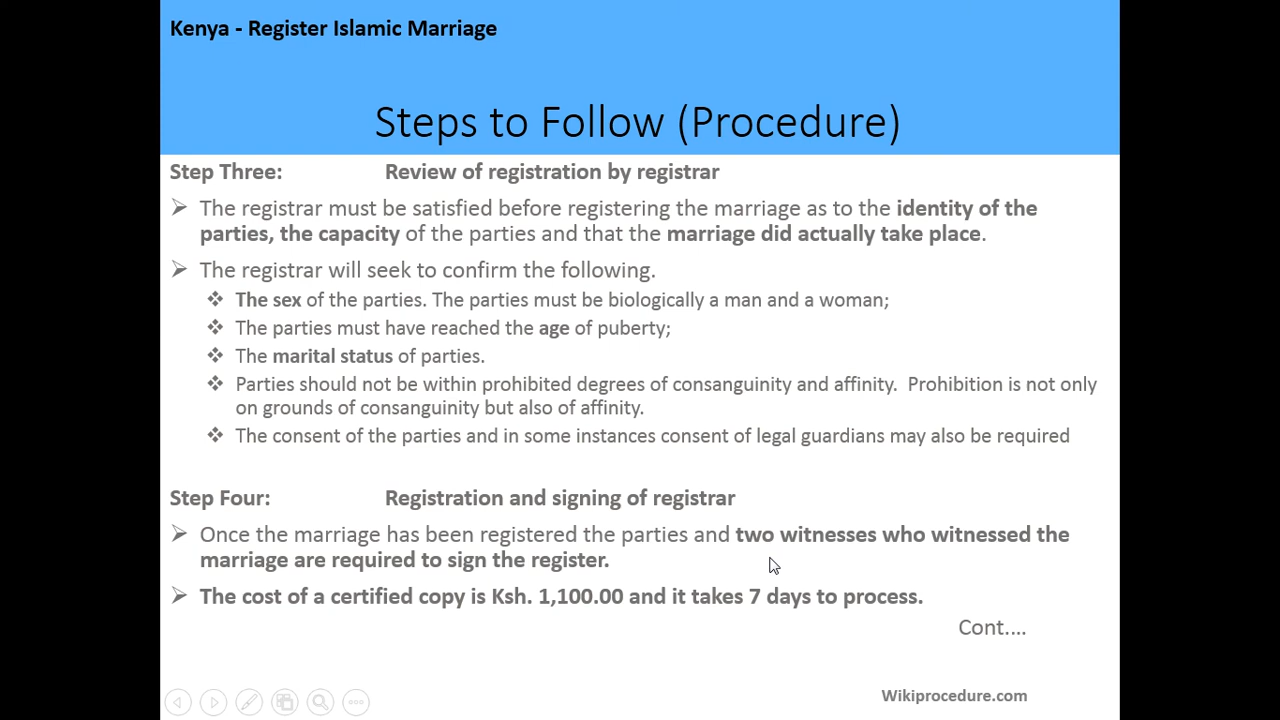 Kenya - Register Islamic Marriage
Steps to Follow (Procedure)
Step Three: Review of registration by registrar
The registrar must be satisfied before registering the marriage as to the identity of the
parties, the capacity of the parties and that the marriage did actually take place.
The registrar will seek to confirm the following.
The sex of the parties. The parties must be biologically a man and a woman;
The parties must have reached the age of puberty;
The marital status of parties.
Parties should not be within prohibited degrees of consanguinity and affinity.  Prohibition is not only
on grounds of consanguinity but also of affinity.
The consent of the parties and in some instances consent of legal guardians may also be required
Step Four: Registration and signing of registrar
Once the marriage has been registered the parties and two witnesses who witnessed the
marriage are required to sign the register.
The cost of a certified copy is Ksh. 1,100.00 and it takes 7 days to process.
Cont....
Wikiprocedure.com